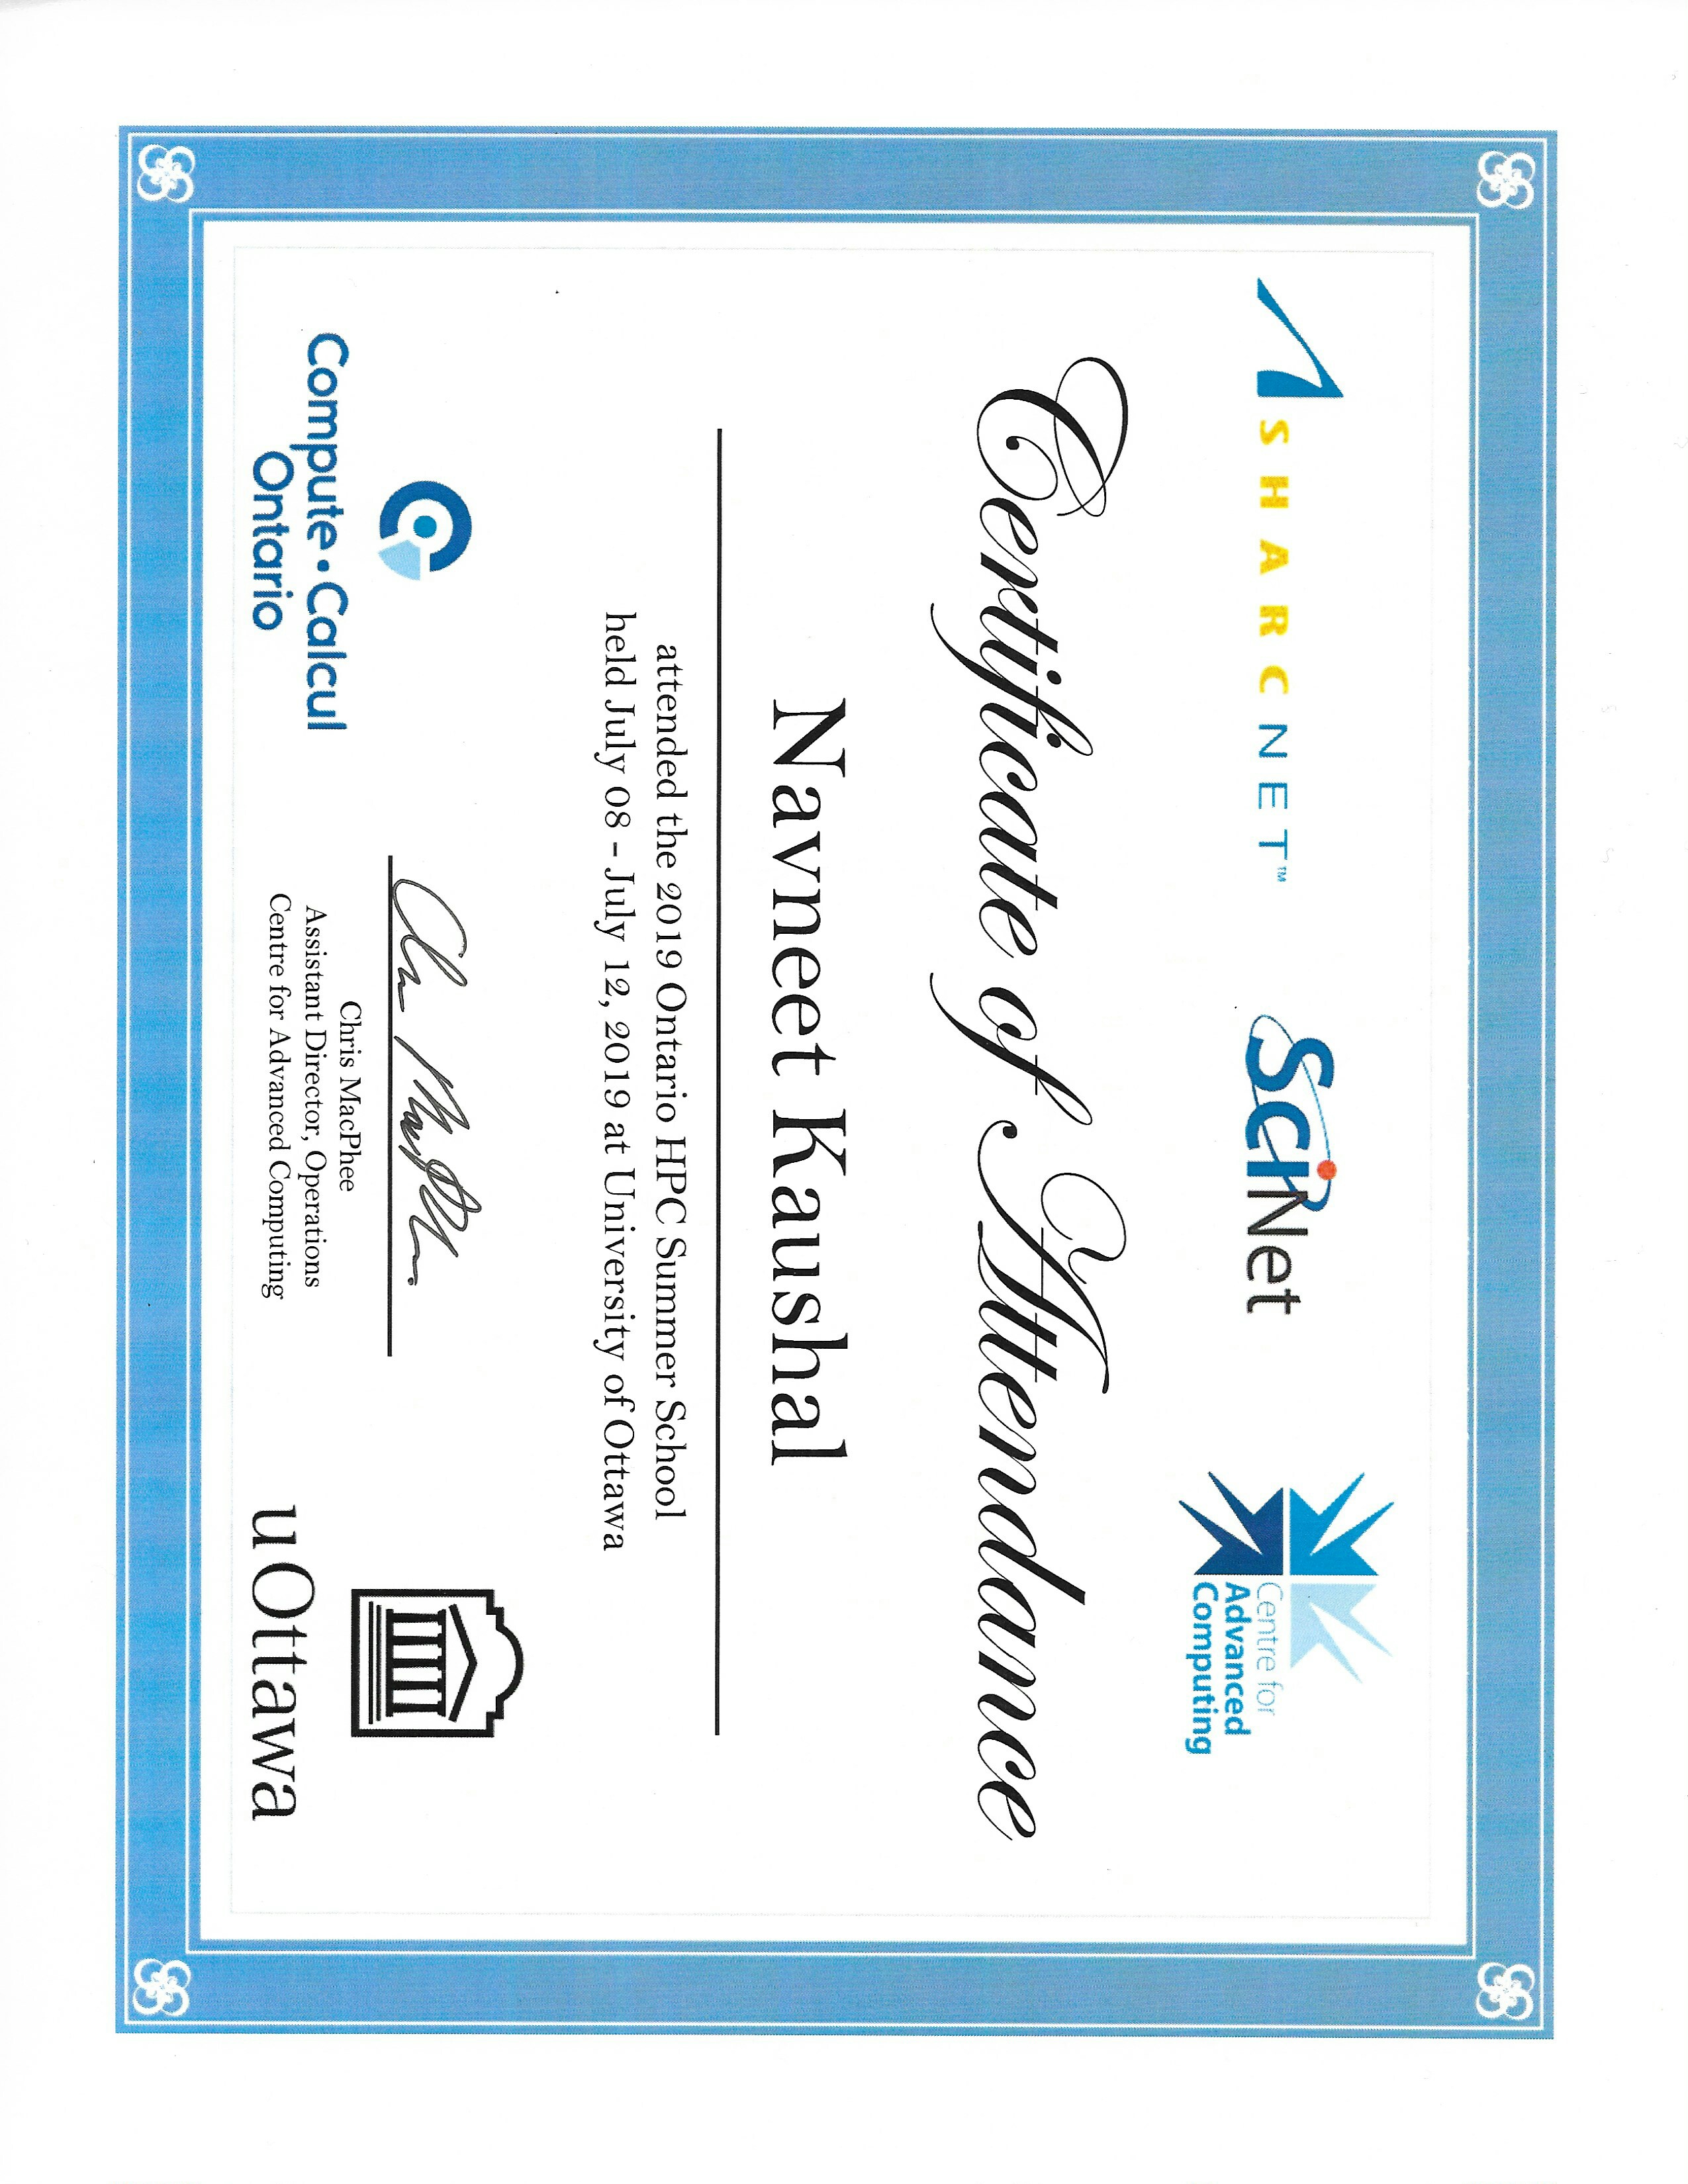 SHARCNET™
SciNet
Centre for
Advanced
Computing
Certificate of Attendance
Navneet Kaushal
attended the 2019 Ontario HPC Summer School
held July 08 - July 12, 2019 at University of Ottawa
Chris MacPhee
Chris MacPhee
Assistant Director, Operations
Centre for Advanced Computing
Compute • Calcul
Ontario
uOttawa